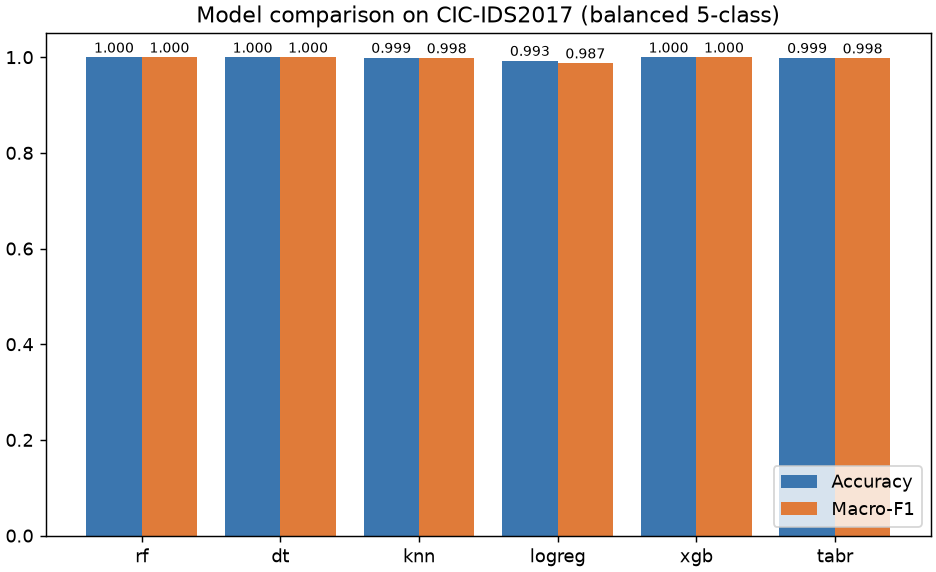 Model comparison on CIC-IDS2017 (balanced 5-class)
1.000 1.000 1.000 1.000 0.999 0.998 0.993 0.987 1.000 1.000 0.999 0.998
1.0
0.8
0.6
0.4
0.2
0.0
Accuracy
Macro-F1
rf dt knn logreg xgb tabr